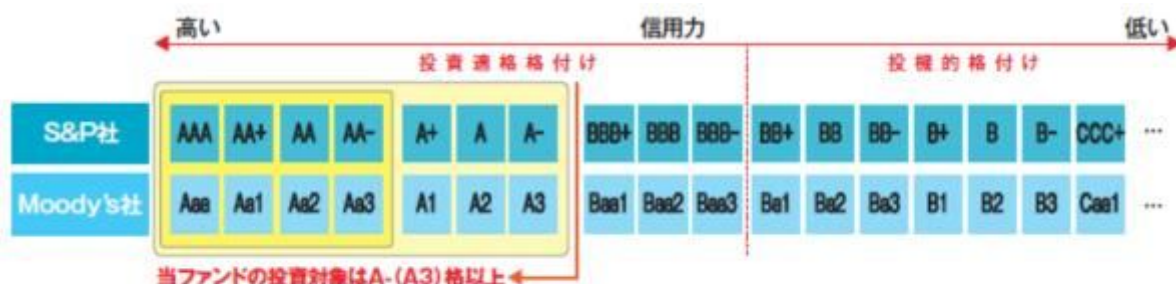 高い 信用力 低い
投資適格格付け 投機的格付け
S&P社 AAA AA+ AA AA- A+ A A- BBB+ BBB BBB- BB+ BB BB- B+ B B- CCC+ …
Moody's社 Aaa Aa1 Aa2 Aa3 A1 A2 A3 Baa1 Baa2 Baa3 Ba1 Ba2 Ba3 B1 B2 B3 Caa1 …
当ファンドの投資対象はA-(A3)格以上